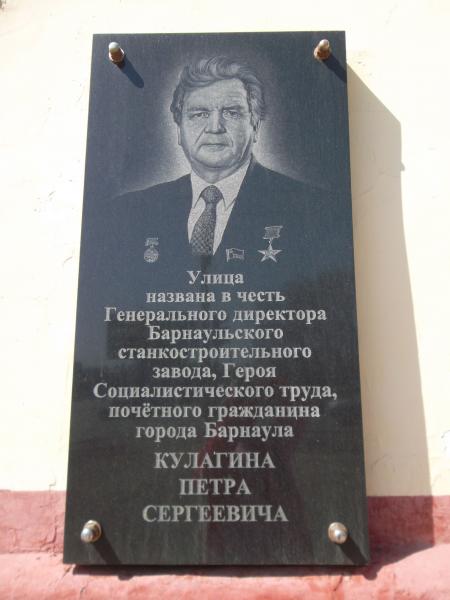 Улица
названа в честь
Генерального директора
Барнаульского
станкостроительного
завода, Героя
Социалистического труда,
почётного гражданина
города Барнаула
КУЛАГИНА
ПЕТРА
СЕРГЕЕВИЧА